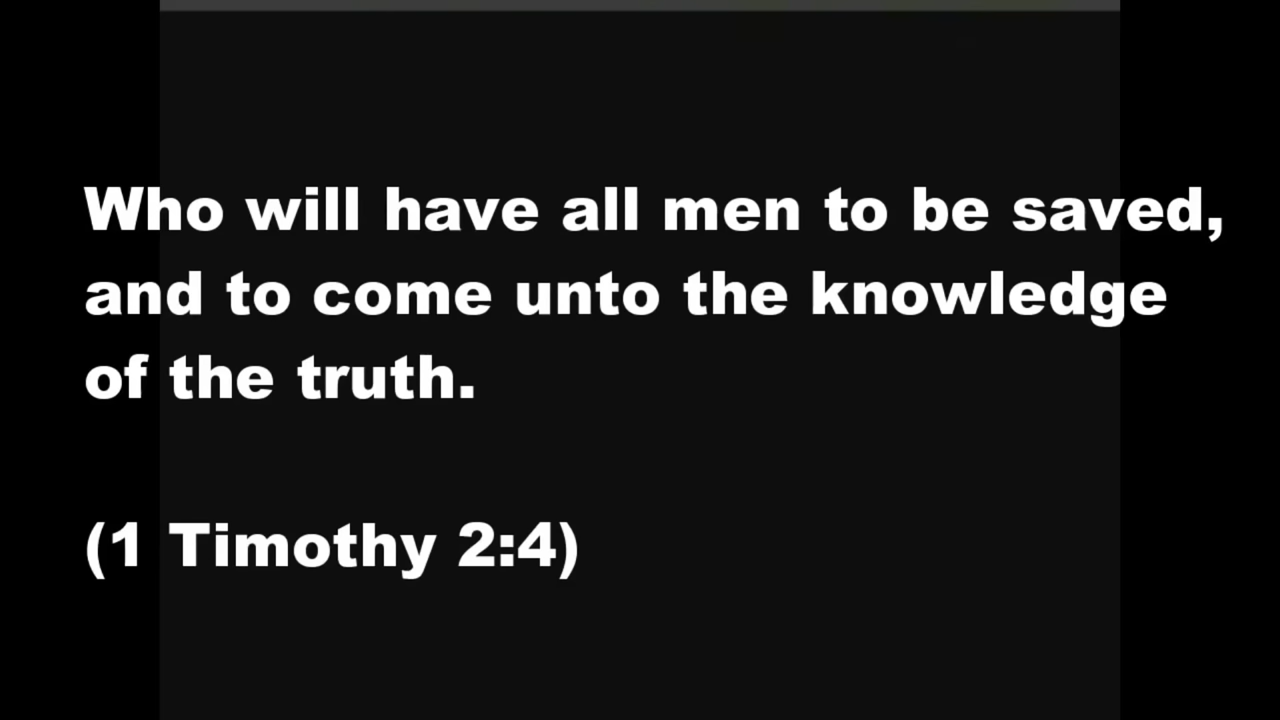 Who will have all men to be saved,
and to come unto the knowledge
of the truth.
(1 Timothy 2:4)